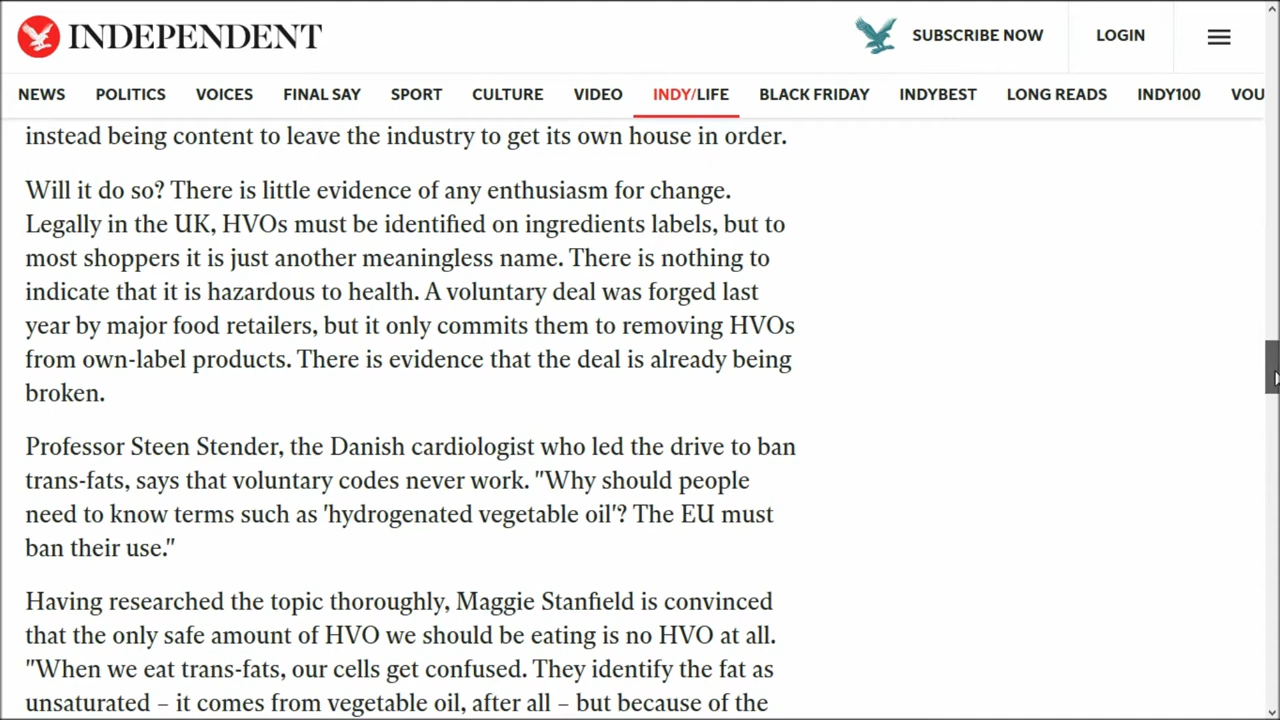 INDEPENDENT
SUBSCRIBE NOW
LOGIN
NEWS POLITICS VOICES FINAL SAY SPORT CULTURE VIDEO INDY/LIFE BLACK FRIDAY INDYBEST LONG READS INDY100 VOU
instead being content to leave the industry to get its own house in order.
Will it do so? There is little evidence of any enthusiasm for change.
Legally in the UK, HVOs must be identified on ingredients labels, but to
most shoppers it is just another meaningless name. There is nothing to
indicate that it is hazardous to health. A voluntary deal was forged last
year by major food retailers, but it only commits them to removing HVOs
from own-label products. There is evidence that the deal is already being
broken.
Professor Steen Stender, the Danish cardiologist who led the drive to ban
trans-fats, says that voluntary codes never work. "Why should people
need to know terms such as 'hydrogenated vegetable oil'? The EU must
ban their use."
Having researched the topic thoroughly, Maggie Stanfield is convinced
that the only safe amount of HVO we should be eating is no HVO at all.
"When we eat trans-fats, our cells get confused. They identify the fat as
unsaturated – it comes from vegetable oil, after all – but because of the